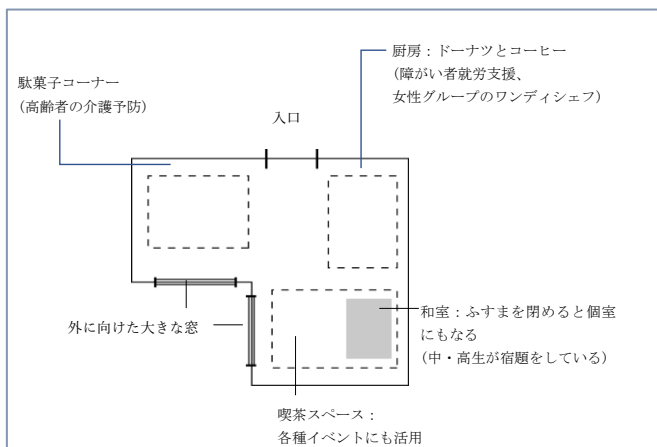 駄菓子コーナー
(高齢者の介護予防)
入口
厨房：ドーナツとコーヒー
(障がい者就労支援、
女性グループのワンディシェフ)
外に向けた大きな窓
和室：ふすまを閉めると個室
にもなる
(中・高生が宿題をしている)
喫茶スペース：
各種イベントにも活用